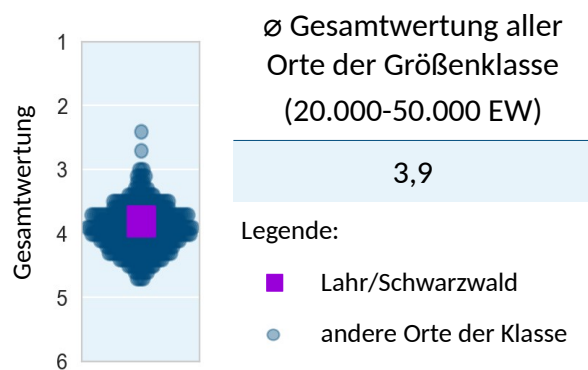 ø Gesamtwertung aller
Orte der Größenklasse
(20.000-50.000 EW)
3,9
Legende:
Lahr/Schwarzwald
andere Orte der Klasse
Gesamtwertung
1
2
3
4
5
6